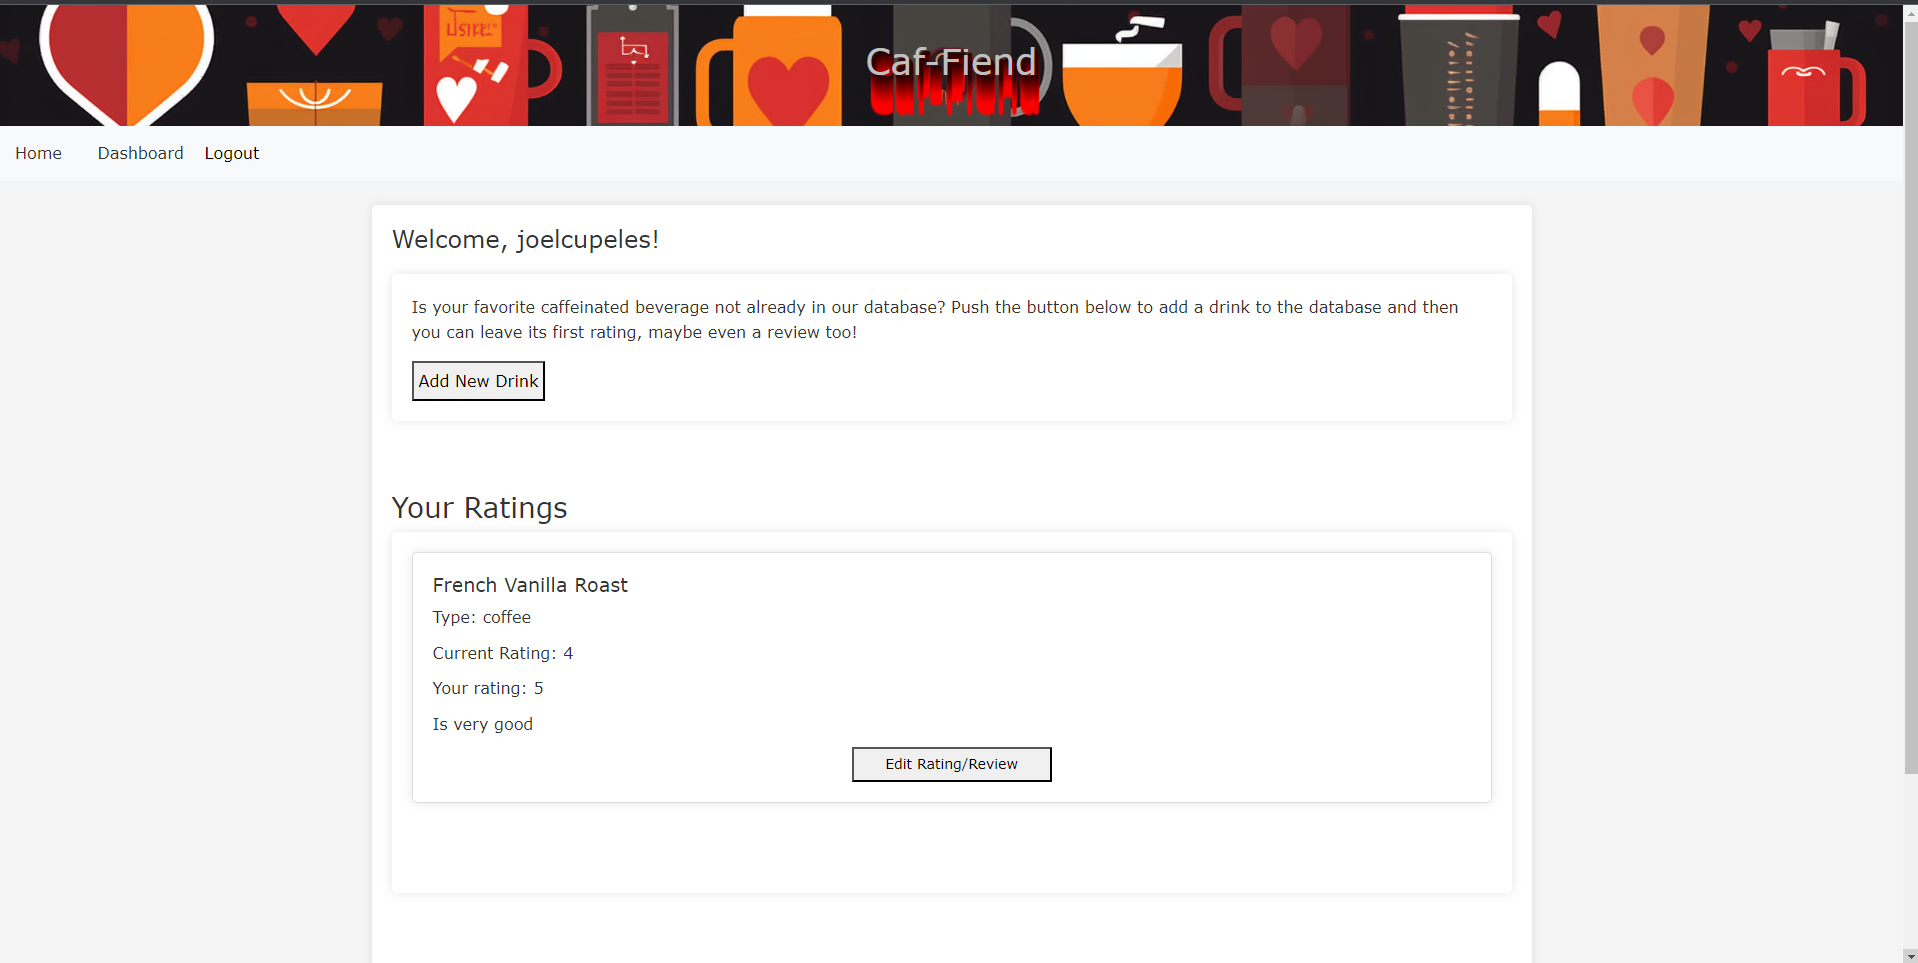 Caf-Fiend
Home Dashboard Logout
Welcome, joelcupeles!
Is your favorite caffeinated beverage not already in our database? Push the button below to add a drink to the database and then
you can leave its first rating, maybe even a review too!
Add New Drink
Your Ratings
French Vanilla Roast
Type: coffee
Current Rating: 4
Your rating: 5
Is very good
Edit Rating/Review